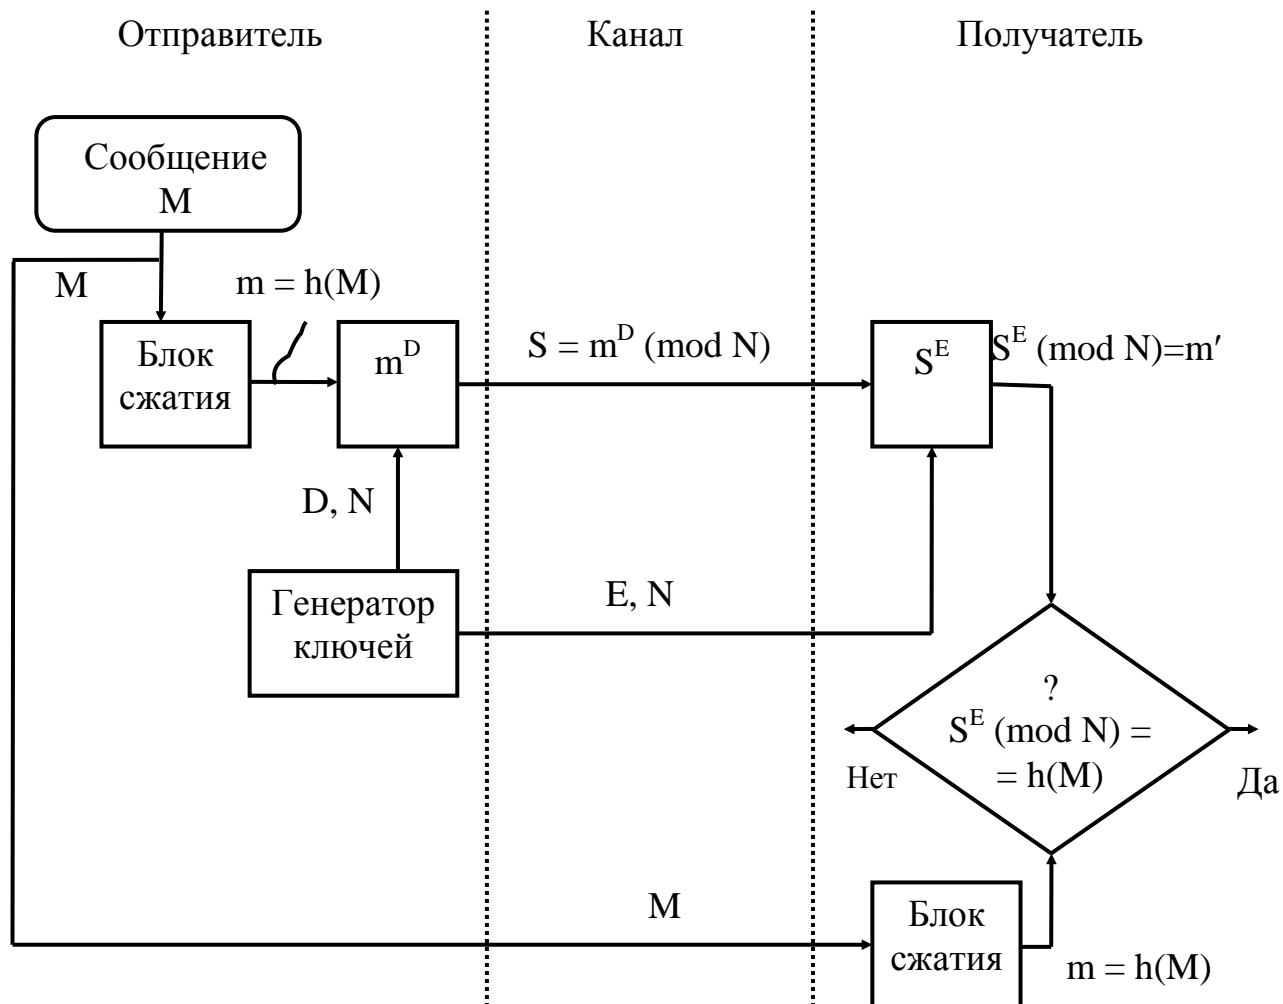 Отправитель
Канал
Получатель
Сообщение
М
М
m = h(M)
Блок
сжатия
m^D
S = m^D (mod N)
S^E
S^E (mod N)=m′
D, N
Генератор
ключей
E, N
?
S^E (mod N) =
= h(M)
Нет
Да
М
Блок
сжатия
m = h(M)